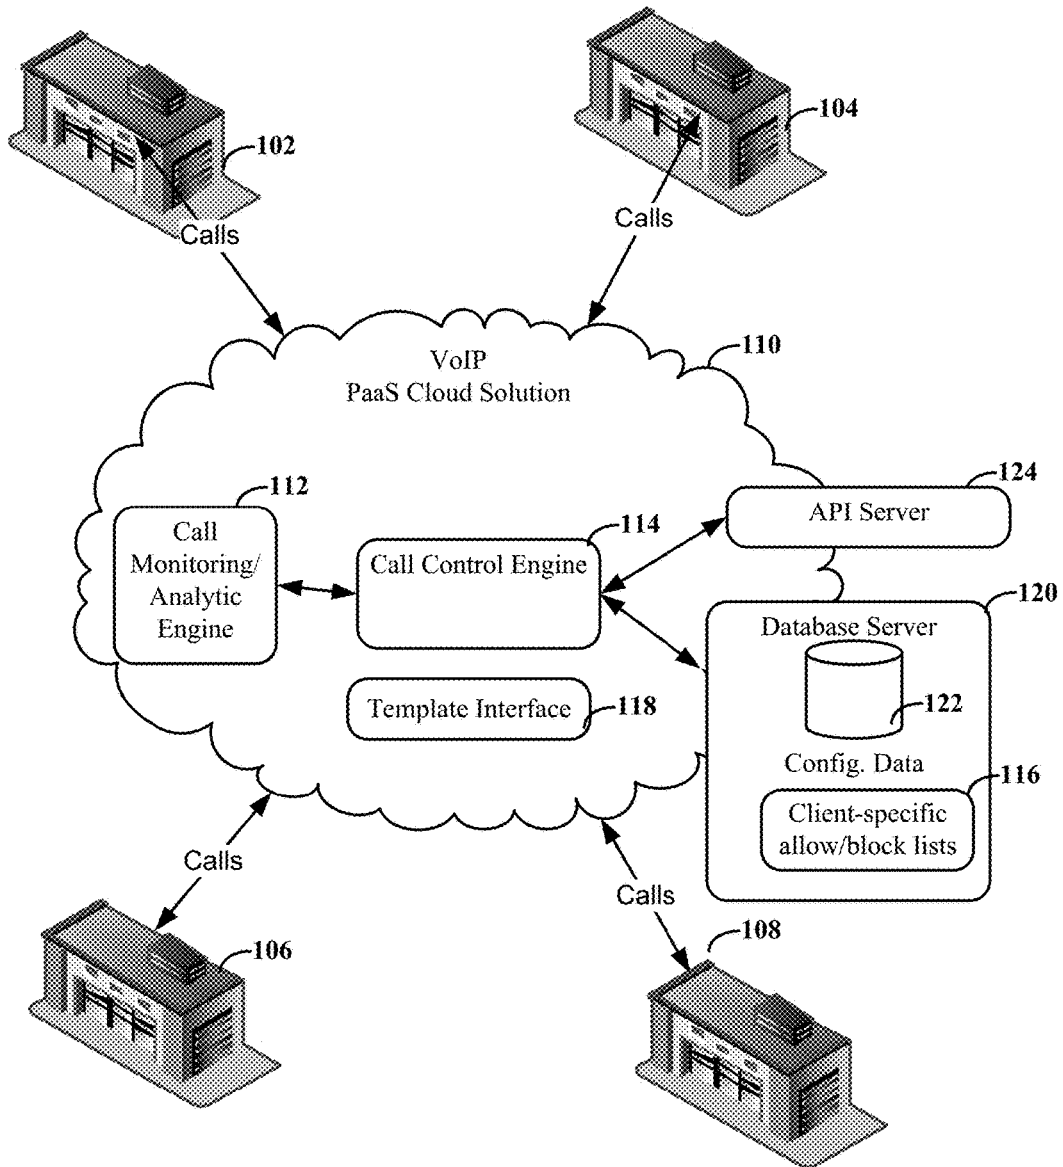 104
102
Calls
Calls
110
VoIP
PaaS Cloud Solution
124
112
API Server
114
Call
Monitoring/
Analytic
Engine
Call Control Engine
120
Database Server
Template Interface
118
122
Config. Data
116
Client-specific
allow/block lists
Calls
Calls
106
108